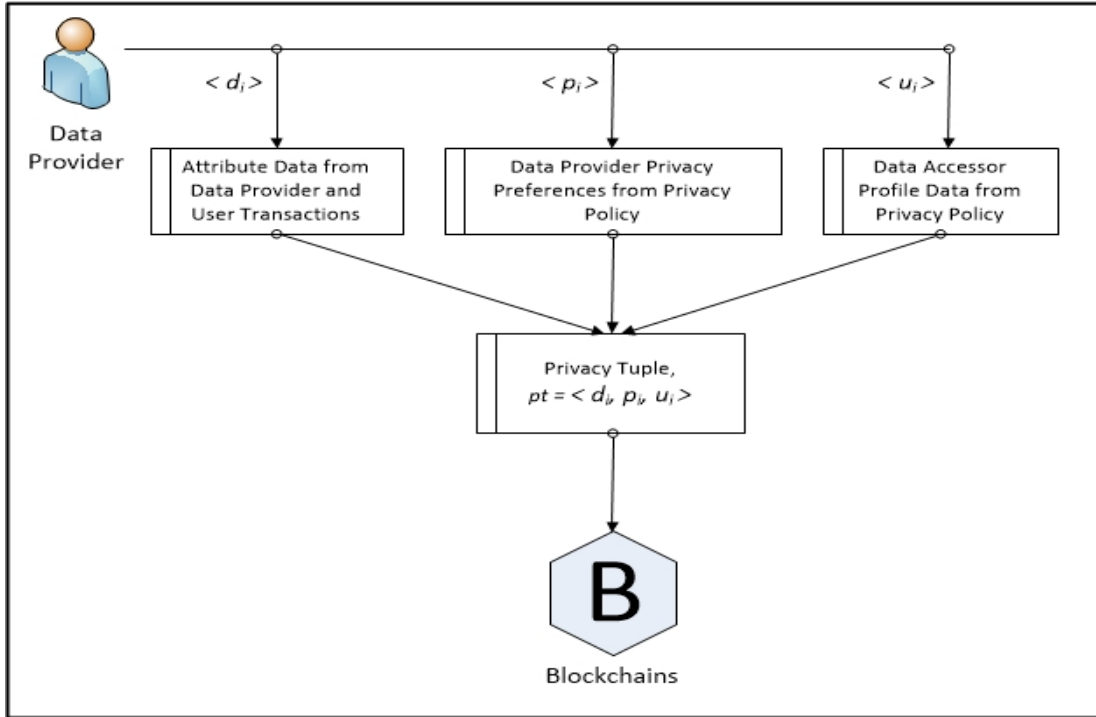 Data
Provider
< dᵢ >
< pᵢ >
< uᵢ >
Attribute Data from
Data Provider and
User Transactions
Data Provider Privacy
Preferences from Privacy
Policy
Data Accessor
Profile Data from
Privacy Policy
Privacy Tuple,
pt = < dᵢ, pᵢ, uᵢ >
B
Blockchains